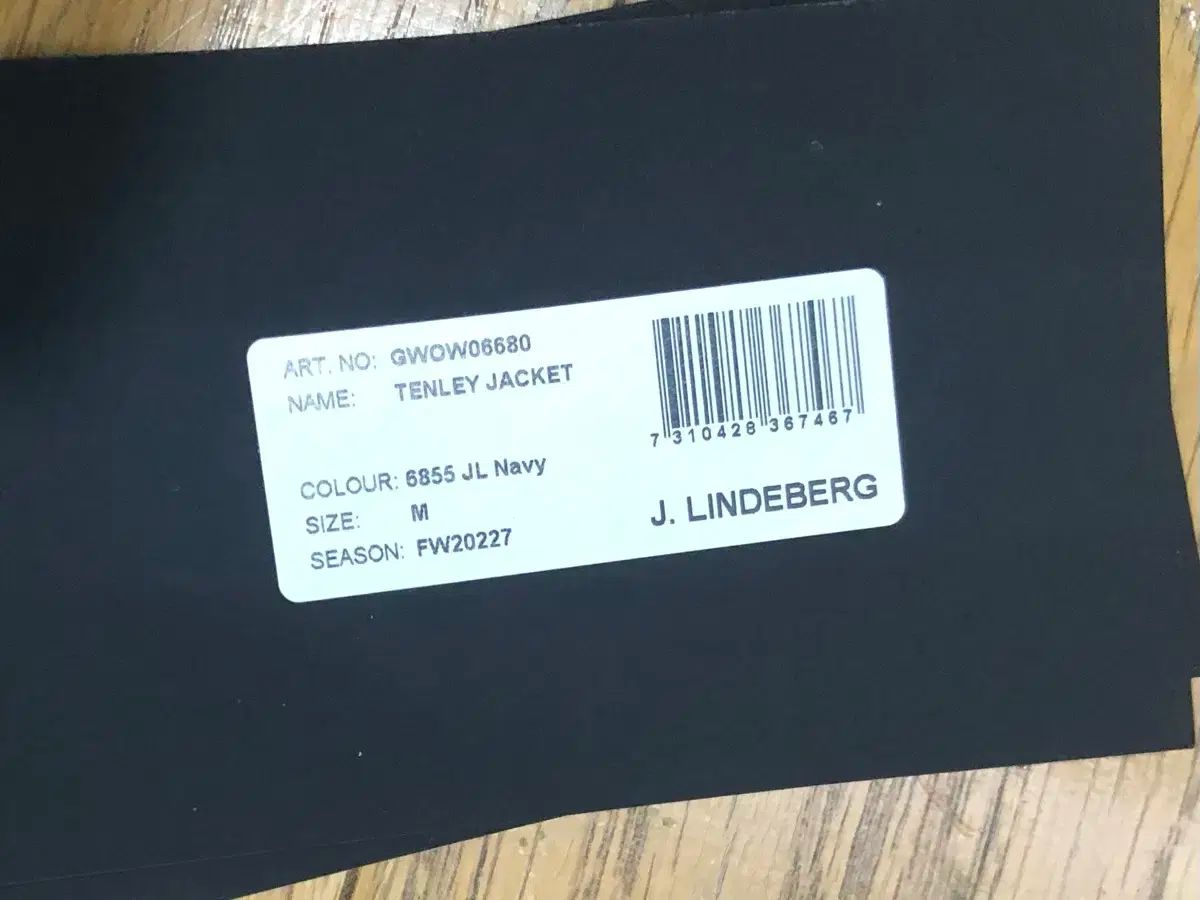 ART. NO: GWOW06680
NAME: TENLEY JACKET
COLOUR: 6855 JL Navy
SIZE: M
SEASON: FW20227
7 310428 367467
J. LINDEBERG